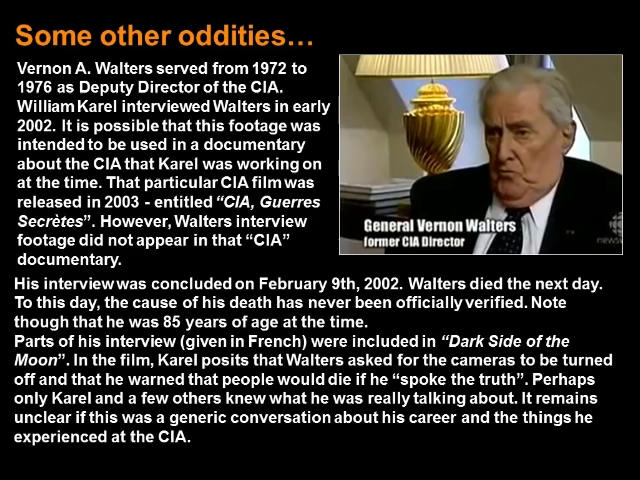 Some other oddities…
Vernon A. Walters served from 1972 to
1976 as Deputy Director of the CIA.
William Karel interviewed Walters in early
2002. It is possible that this footage was
intended to be used in a documentary
about the CIA that Karel was working on
at the time. That particular CIA film was
released in 2003 - entitled “CIA, Guerres
Secrètes”. However, Walters interview
footage did not appear in that “CIA”
documentary.
General Vernon Walters
former CIA Director
news
His interview was concluded on February 9th, 2002. Walters died the next day.
To this day, the cause of his death has never been officially verified. Note
though that he was 85 years of age at the time.
Parts of his interview (given in French) were included in “Dark Side of the
Moon”. In the film, Karel posits that Walters asked for the cameras to be turned
off and that he warned that people would die if he “spoke the truth”. Perhaps
only Karel and a few others knew what he was really talking about. It remains
unclear if this was a generic conversation about his career and the things he
experienced at the CIA.